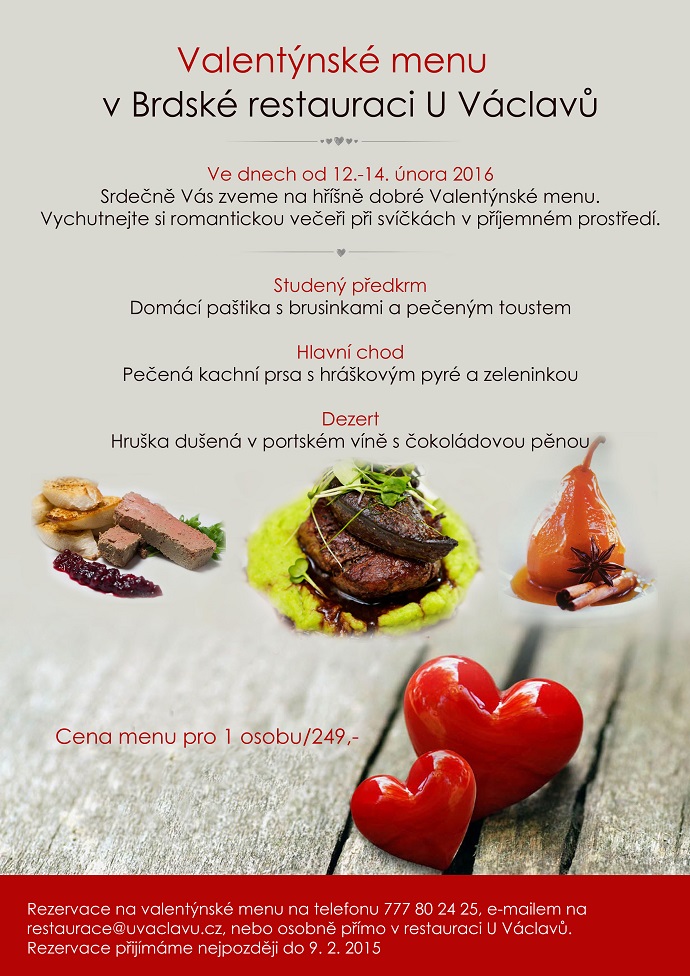 Valentýnské menu
v Brdské restauraci U Václavů
Ve dnech od 12.-14. února 2016
Srdečně Vás zveme na hříšně dobré Valentýnské menu.
Vychutnejte si romantickou večeři při svíčkách v příjemném prostředí.
Studený předkrm
Domácí paštika s brusinkami a pečeným toustem
Hlavní chod
Pečená kachní prsa s hráškovým pyré a zeleninkou
Dezert
Hruška dušená v portském víně s čokoládovou pěnou
Cena menu pro 1 osobu/249,-
Rezervace na valentýnské menu na telefonu 777 80 24 25, e-mailem na
restaurace@uvaclavu.cz, nebo osobně přímo v restauraci U Václavů.
Rezervace přijímáme nejpozději do 9. 2. 2015